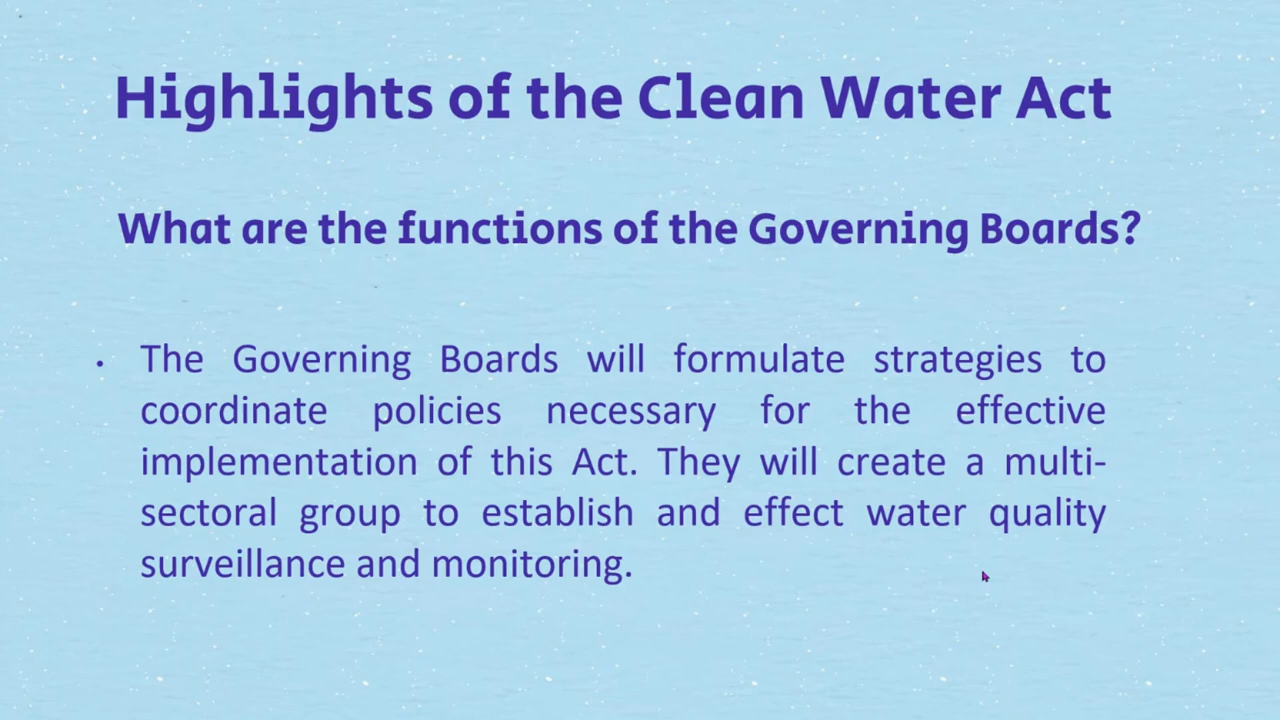 Highlights of the Clean Water Act
What are the functions of the Governing Boards?
• The Governing Boards will formulate strategies to
coordinate policies necessary for the effective
implementation of this Act. They will create a multi-
sectoral group to establish and effect water quality
surveillance and monitoring.